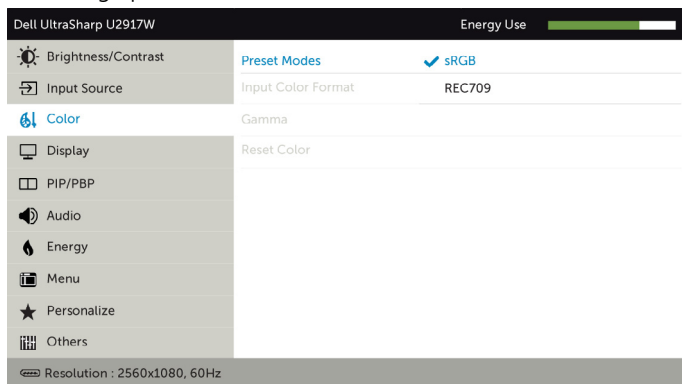 Dell UltraSharp U2917W Energy Use
Brightness/Contrast
Preset Modes sRGB
Input Source
Input Color Format REC709
Color
Gamma
Display
Reset Color
PIP/PBP
Audio
Energy
Menu
Personalize
Others
Resolution : 2560x1080, 60Hz